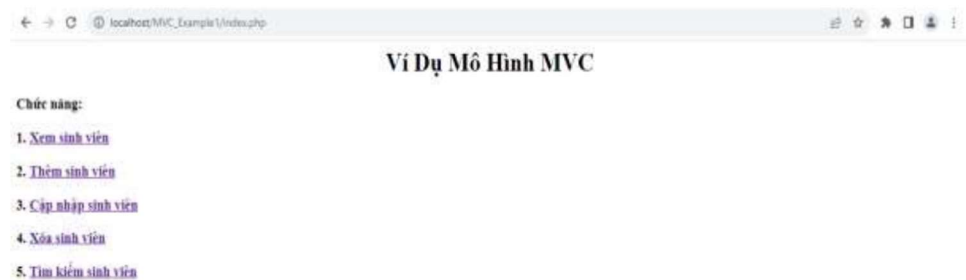 localhost/MVC_Example1/index.php
Ví Dụ Mô Hình MVC
Chức năng:
1. Xem sinh viên
2. Thêm sinh viên
3. Cập nhập sinh viên
4. Xóa sinh viên
5. Tìm kiếm sinh viên